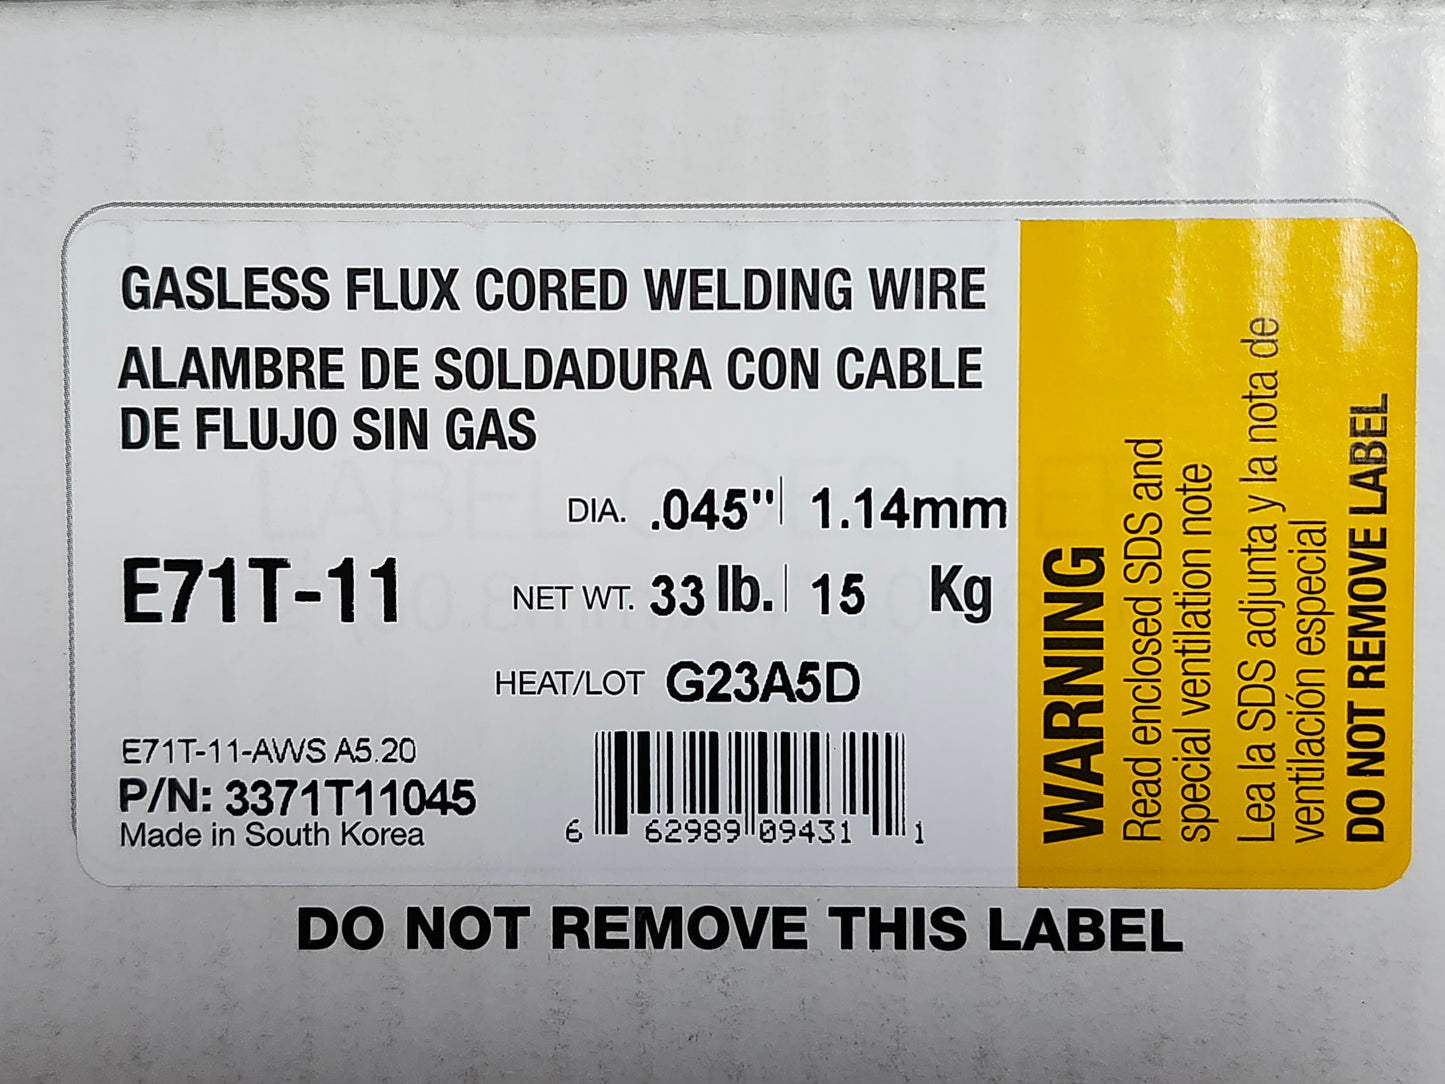 GASLESS FLUX CORED WELDING WIRE
ALAMBRE DE SOLDADURA CON CABLE
DE FLUJO SIN GAS
DIA. .045" | 1.14mm
E71T-11
NET WT. 33 lb. | 15 Kg
HEAT/LOT G23A5D
E71T-11-AWS A5.20
P/N: 3371T11045
Made in South Korea
6 62989 09431 1
WARNING
Read enclosed SDS and
special ventilation note
Lea la SDS adjunta y la nota de
ventilación especial
DO NOT REMOVE LABEL
DO NOT REMOVE THIS LABEL